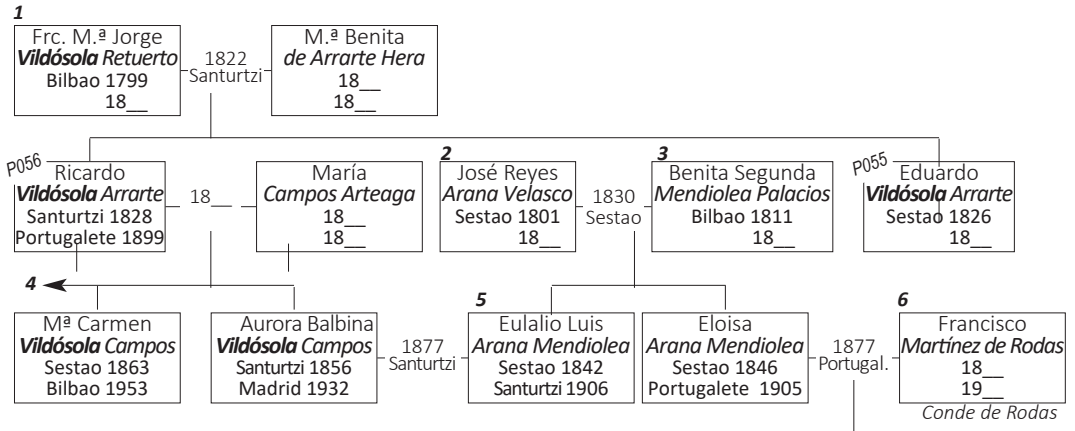 1
Frc. M.ª Jorge
Vildósola Retuerto
Bilbao 1799
18__
1822
Santurtzi
M.ª Benita
de Arrarte Hera
18__
18__
P056
Ricardo
Vildósola Arrarte
Santurtzi 1828
Portugalete 1899
18__
María
Campos Arteaga
18__
18__
2
José Reyes
Arana Velasco
Sestao 1801
18__
1830
Sestao
3
Benita Segunda
Mendiolea Palacios
Bilbao 1811
18__
P055
Eduardo
Vildósola Arrarte
Sestao 1826
18__
4
Mª Carmen
Vildósola Campos
Sestao 1863
Bilbao 1953
Aurora Balbina
Vildósola Campos
Santurtzi 1856
Madrid 1932
1877
Santurtzi
5
Eulalio Luis
Arana Mendiolea
Sestao 1842
Santurtzi 1906
Eloisa
Arana Mendiolea
Sestao 1846
Portugalete 1905
1877
Portugal.
6
Francisco
Martínez de Rodas
18__
19__
Conde de Rodas